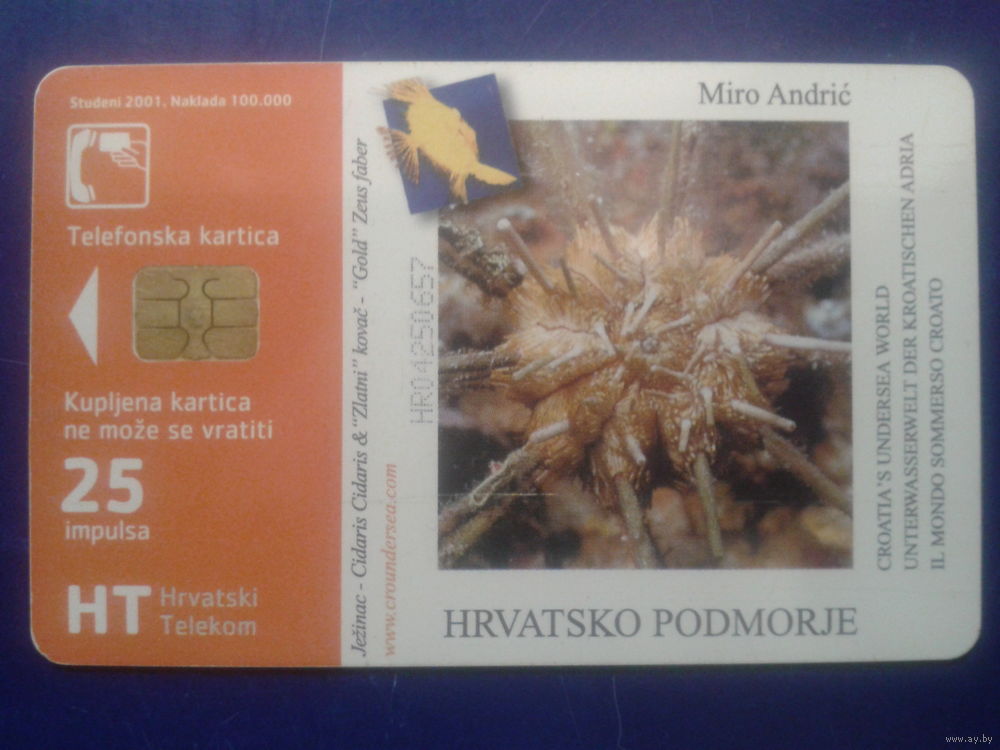 Studeni 2001. Naklada 100.000
Telefonska kartica
Kupljena kartica
ne može se vratiti
25
impulsa
HT Hrvatski
Telekom
Ježinac - Cidaris Cidaris & "Zlatni" kovač - "Gold" Zeus faber
www.croundersea.com
HR04250657
Miro Andrić
CROATIA'S UNDERSEA WORLD
UNTERWASSERWELT DER KROATISCHEN ADRIA
IL MONDO SOMMERSO CROATO
HRVATSKO PODMORJE
www.ay.by